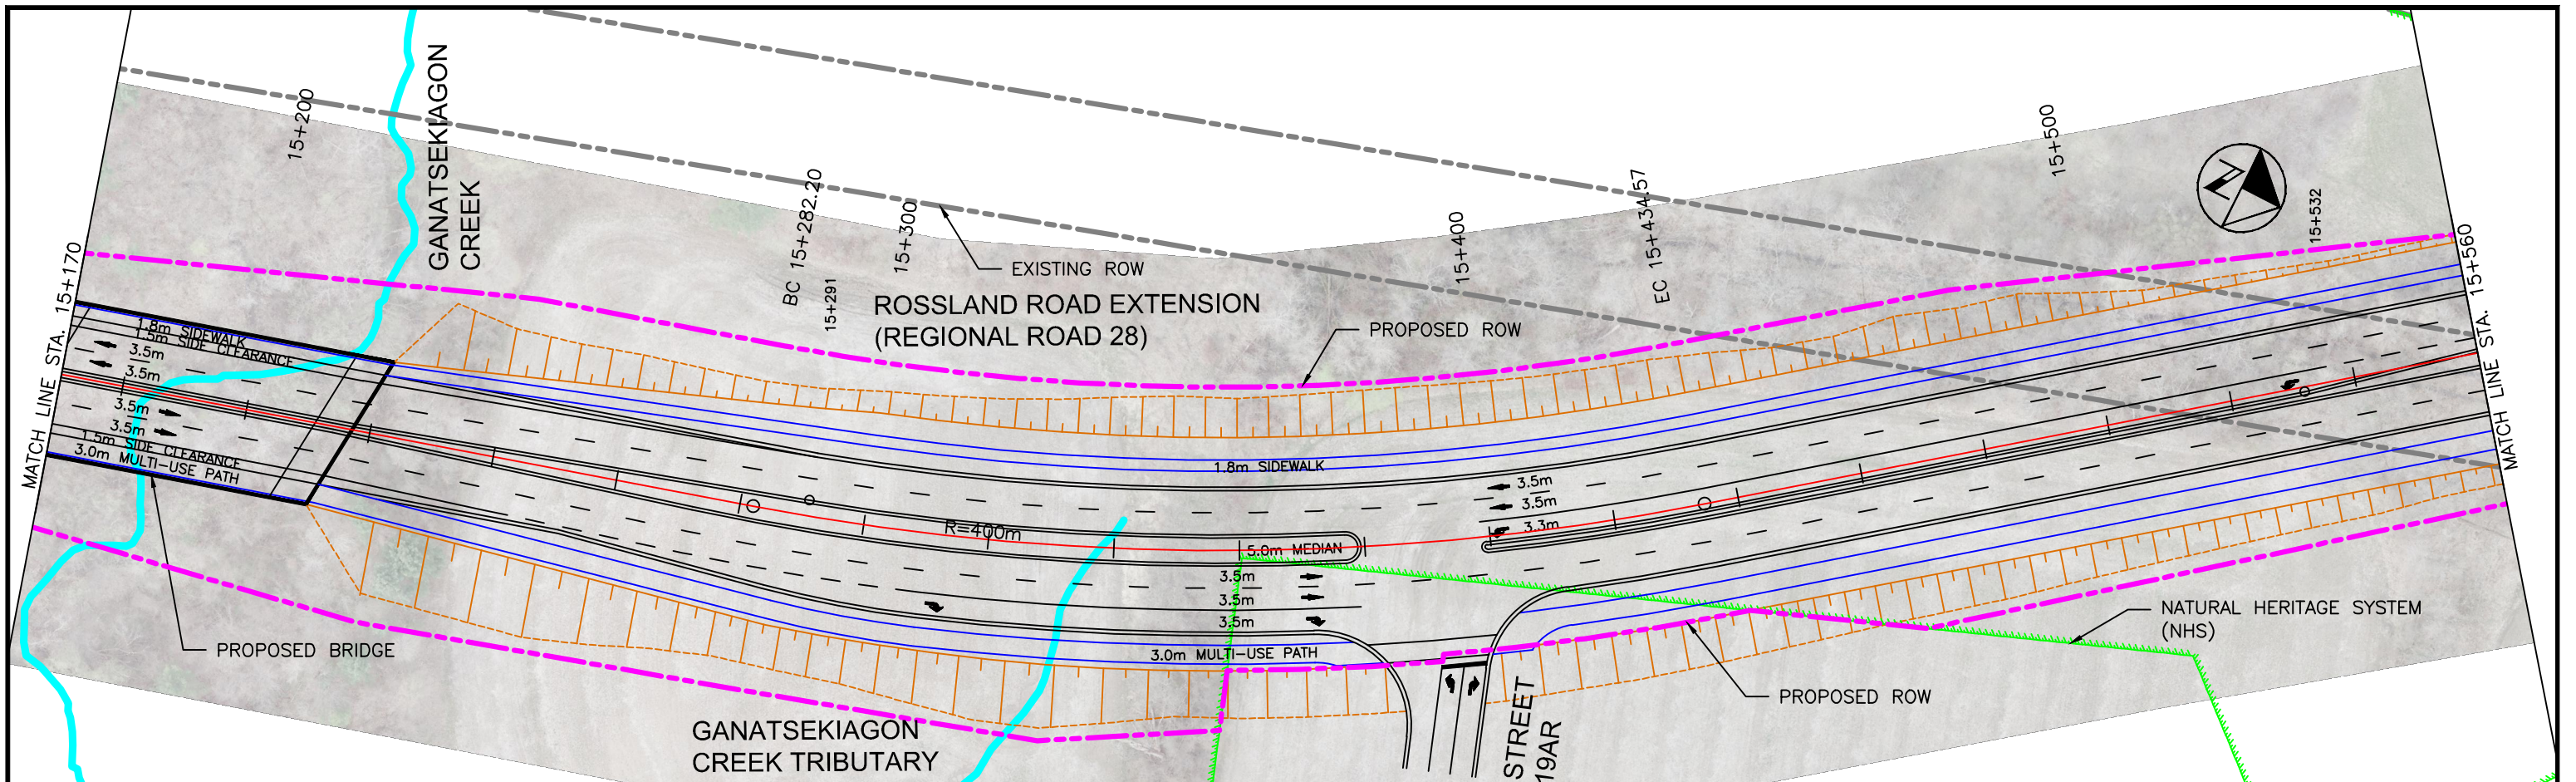 MATCH LINE STA. 15+170
15+200
GANATSEKIAGON
CREEK
BC 15+282.20
15+291
15+300
EXISTING ROW
ROSSLAND ROAD EXTENSION
(REGIONAL ROAD 28)
PROPOSED ROW
15+400
EC 15+434.57
15+500
N
15+532
MATCH LINE STA. 15+560
1.8m SIDEWALK
1.5m SIDE CLEARANCE
3.5m
3.5m
3.5m
3.5m
1.5m SIDE CLEARANCE
3.0m MULTI-USE PATH
PROPOSED BRIDGE
1.8m SIDEWALK
R=400m
5.0m MEDIAN
3.5m
3.5m
3.3m
3.5m
3.5m
3.5m
3.0m MULTI-USE PATH
GANATSEKIAGON
CREEK TRIBUTARY
STREET
19AR
PROPOSED ROW
NATURAL HERITAGE SYSTEM
(NHS)